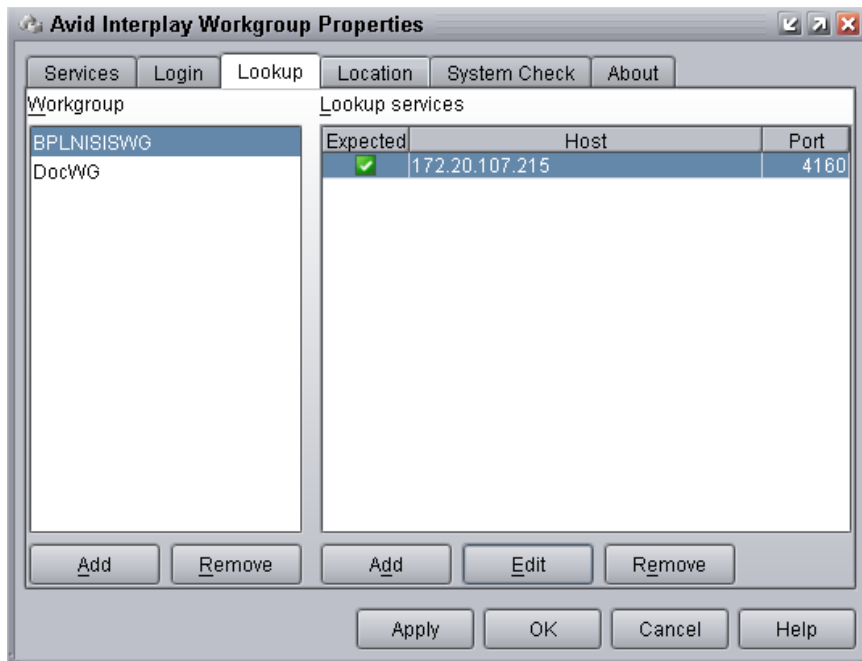 Avid Interplay Workgroup Properties
Services Login Lookup Location System Check About
Workgroup Lookup services
BPLNISISWG
DocWG
Expected Host Port
172.20.107.215 4160
Add Remove Add Edit Remove
Apply OK Cancel Help